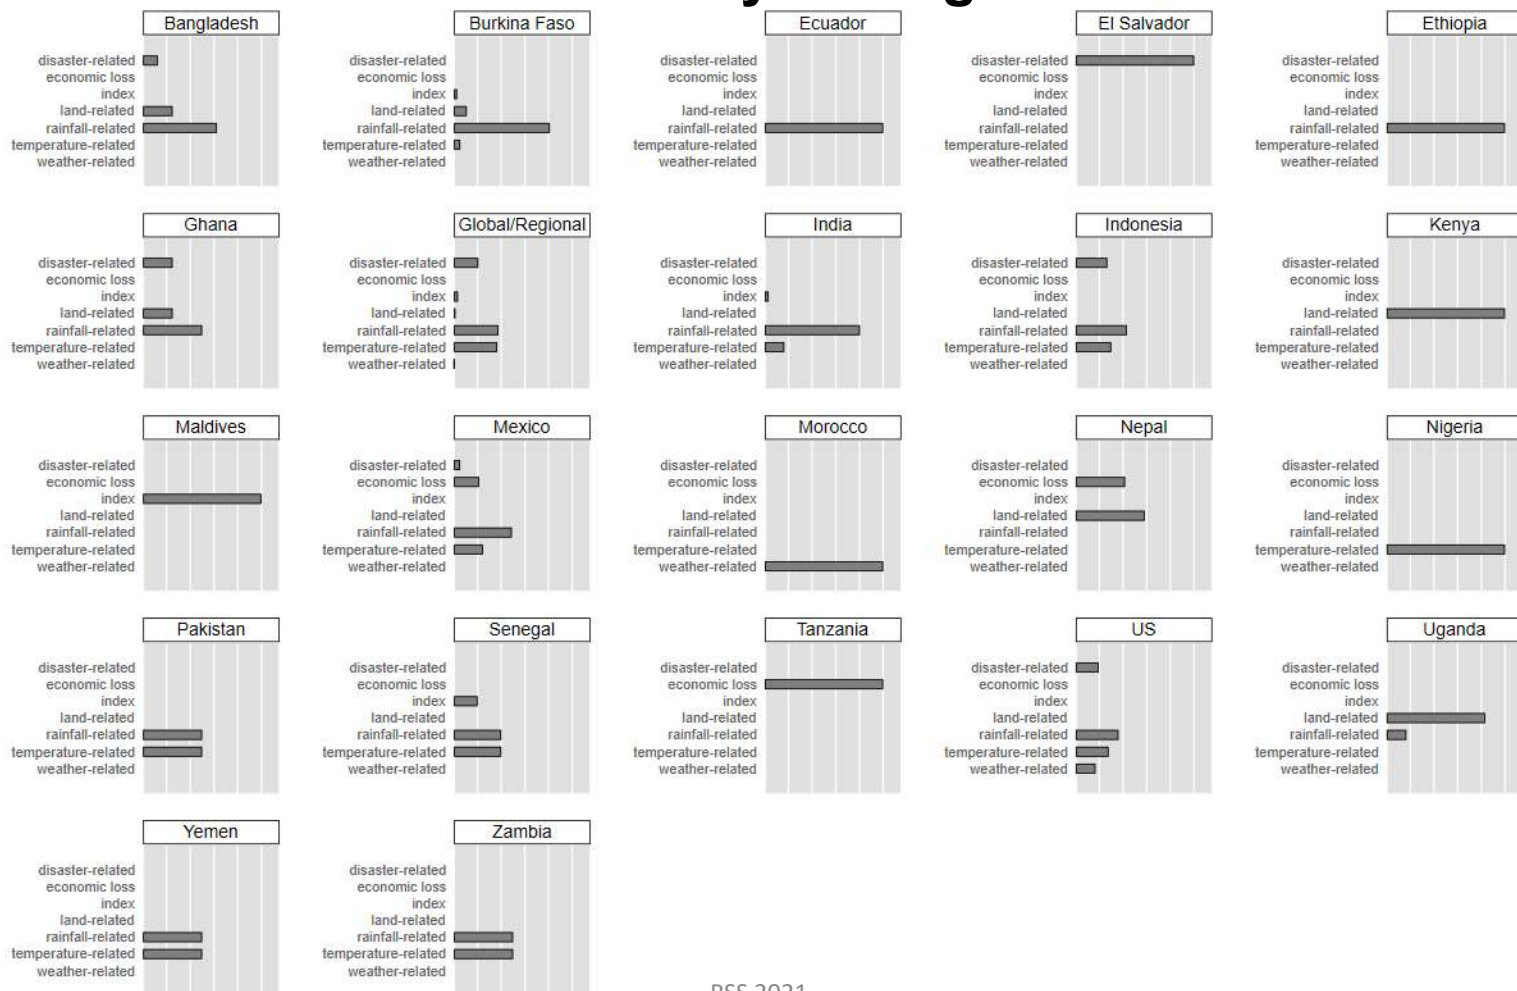 Bangladesh
disaster-related
economic loss
index
land-related
rainfall-related
temperature-related
weather-related
Burkina Faso
disaster-related
economic loss
index
land-related
rainfall-related
temperature-related
weather-related
Ecuador
disaster-related
economic loss
index
land-related
rainfall-related
temperature-related
weather-related
El Salvador
disaster-related
economic loss
index
land-related
rainfall-related
temperature-related
weather-related
Ethiopia
disaster-related
economic loss
index
land-related
rainfall-related
temperature-related
weather-related
Ghana
disaster-related
economic loss
index
land-related
rainfall-related
temperature-related
weather-related
Global/Regional
disaster-related
economic loss
index
land-related
rainfall-related
temperature-related
weather-related
India
disaster-related
economic loss
index
land-related
rainfall-related
temperature-related
weather-related
Indonesia
disaster-related
economic loss
index
land-related
rainfall-related
temperature-related
weather-related
Kenya
disaster-related
economic loss
index
land-related
rainfall-related
temperature-related
weather-related
Maldives
disaster-related
economic loss
index
land-related
rainfall-related
temperature-related
weather-related
Mexico
disaster-related
economic loss
index
land-related
rainfall-related
temperature-related
weather-related
Morocco
disaster-related
economic loss
index
land-related
rainfall-related
temperature-related
weather-related
Nepal
disaster-related
economic loss
index
land-related
rainfall-related
temperature-related
weather-related
Nigeria
disaster-related
economic loss
index
land-related
rainfall-related
temperature-related
weather-related
Pakistan
disaster-related
economic loss
index
land-related
rainfall-related
temperature-related
weather-related
Senegal
disaster-related
economic loss
index
land-related
rainfall-related
temperature-related
weather-related
Tanzania
disaster-related
economic loss
index
land-related
rainfall-related
temperature-related
weather-related
US
disaster-related
economic loss
index
land-related
rainfall-related
temperature-related
weather-related
Uganda
disaster-related
economic loss
index
land-related
rainfall-related
temperature-related
weather-related
Yemen
disaster-related
economic loss
index
land-related
rainfall-related
temperature-related
weather-related
Zambia
disaster-related
economic loss
index
land-related
rainfall-related
temperature-related
weather-related
2021